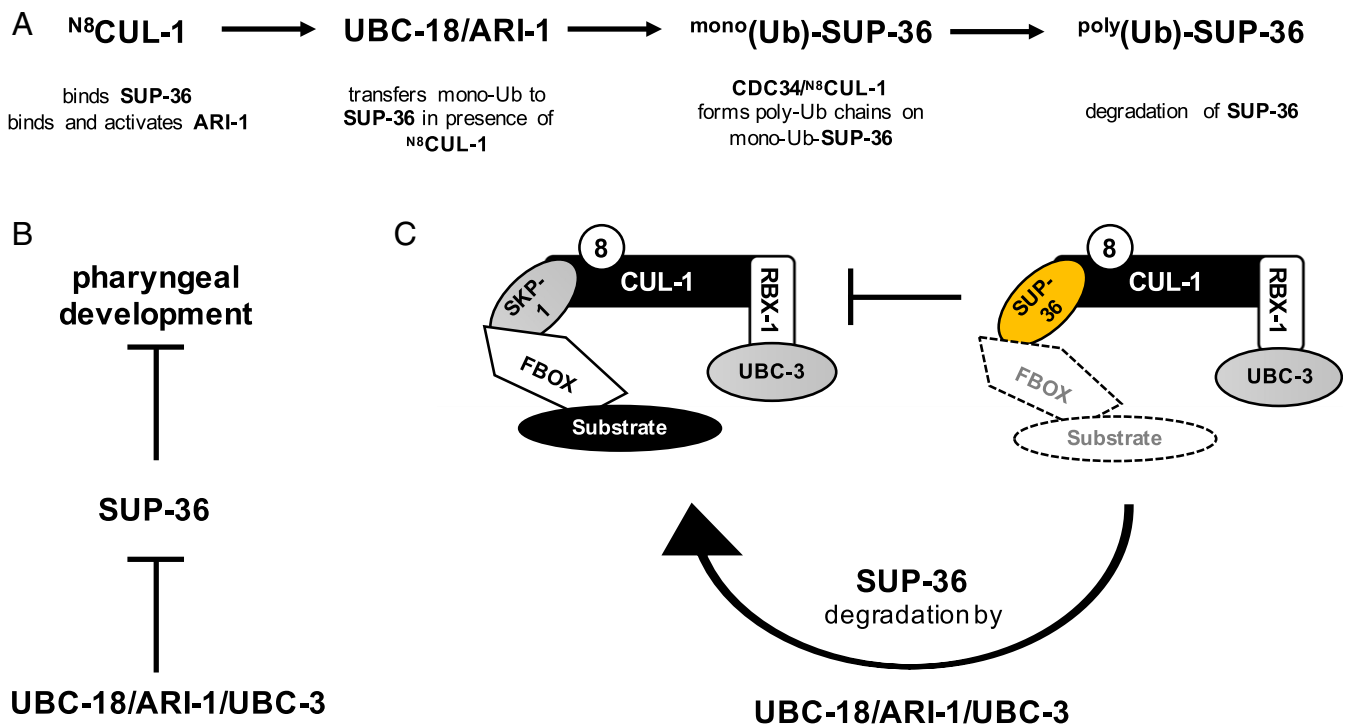 A
N8CUL-1
UBC-18/ARI-1
mono(Ub)-SUP-36
poly(Ub)-SUP-36
binds SUP-36
binds and activates ARI-1
transfers mono-Ub to
SUP-36 in presence of
N8CUL-1
CDC34/N8CUL-1
forms poly-Ub chains on
mono-Ub-SUP-36
degradation of SUP-36
B
pharyngeal
development
SUP-36
UBC-18/ARI-1/UBC-3
C
8
CUL-1
SKP-
1
RBX-1
FBOX
UBC-3
Substrate
8
CUL-1
SUP-
36
RBX-1
FBOX
UBC-3
Substrate
SUP-36
degradation by
UBC-18/ARI-1/UBC-3